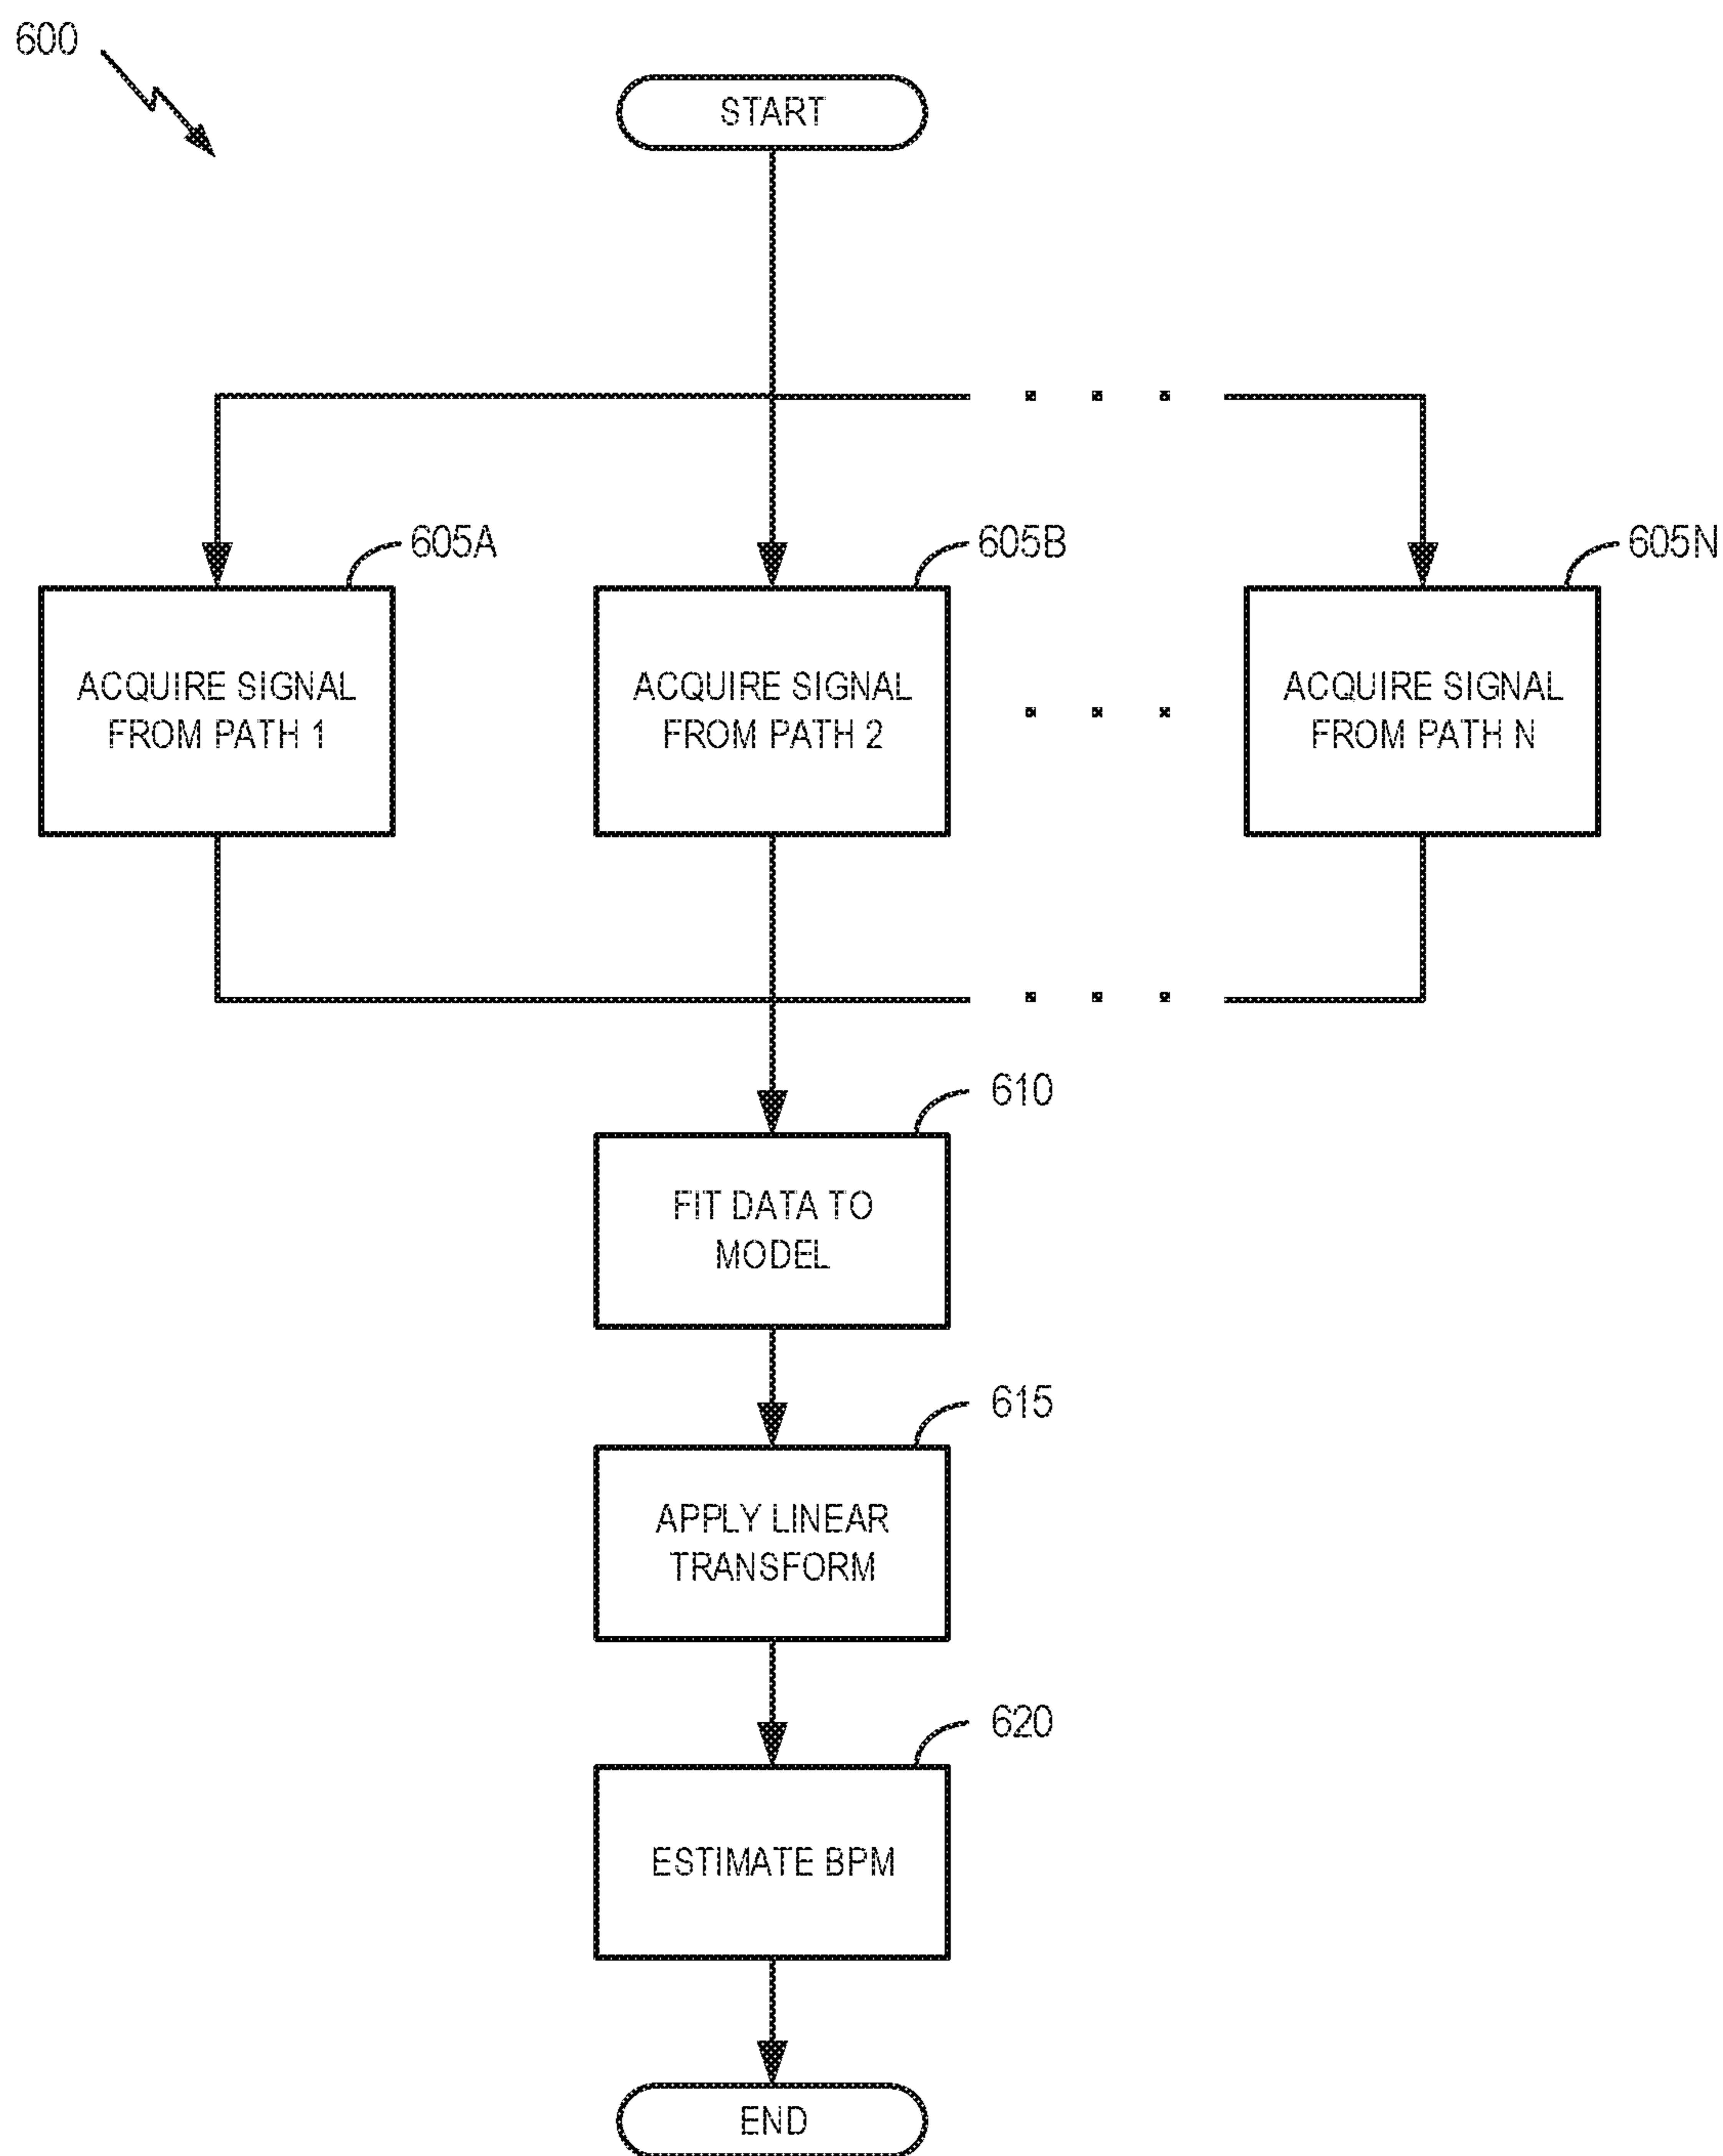 600
START
605A
605B
605N
ACQUIRE SIGNAL
FROM PATH 1
ACQUIRE SIGNAL
FROM PATH 2
ACQUIRE SIGNAL
FROM PATH N
610
FIT DATA TO
MODEL
615
APPLY LINEAR
TRANSFORM
620
ESTIMATE BPM
END